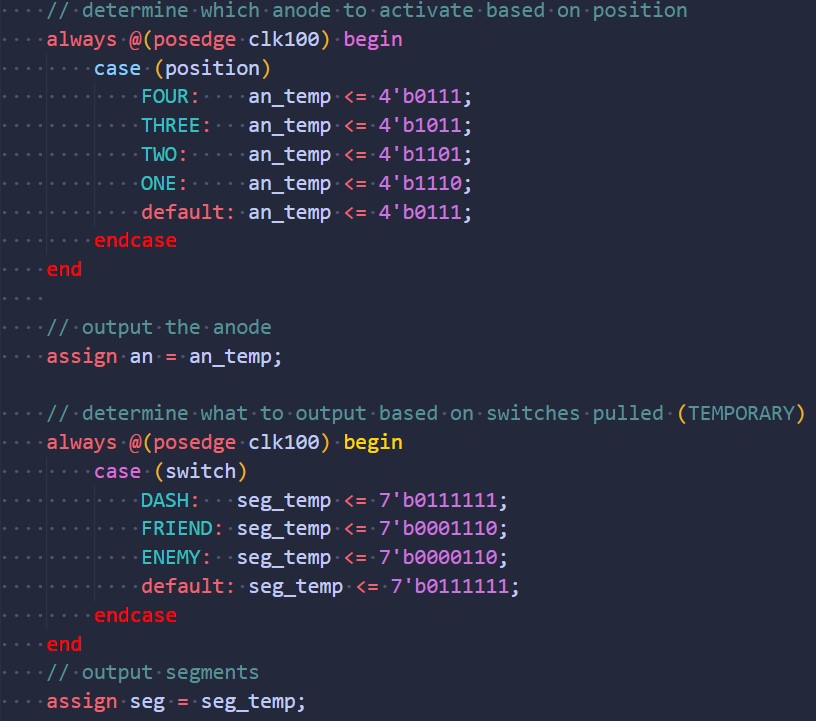 // determine which anode to activate based on position
always @(posedge clk100) begin
case (position)
FOUR: an_temp <= 4'b0111;
THREE: an_temp <= 4'b1011;
TWO: an_temp <= 4'b1101;
ONE: an_temp <= 4'b1110;
default: an_temp <= 4'b0111;
endcase
end
// output the anode
assign an = an_temp;
// determine what to output based on switches pulled (TEMPORARY)
always @(posedge clk100) begin
case (switch)
DASH: seg_temp <= 7'b0111111;
FRIEND: seg_temp <= 7'b0001110;
ENEMY: seg_temp <= 7'b0000110;
default: seg_temp <= 7'b0111111;
endcase
end
// output segments
assign seg = seg_temp;